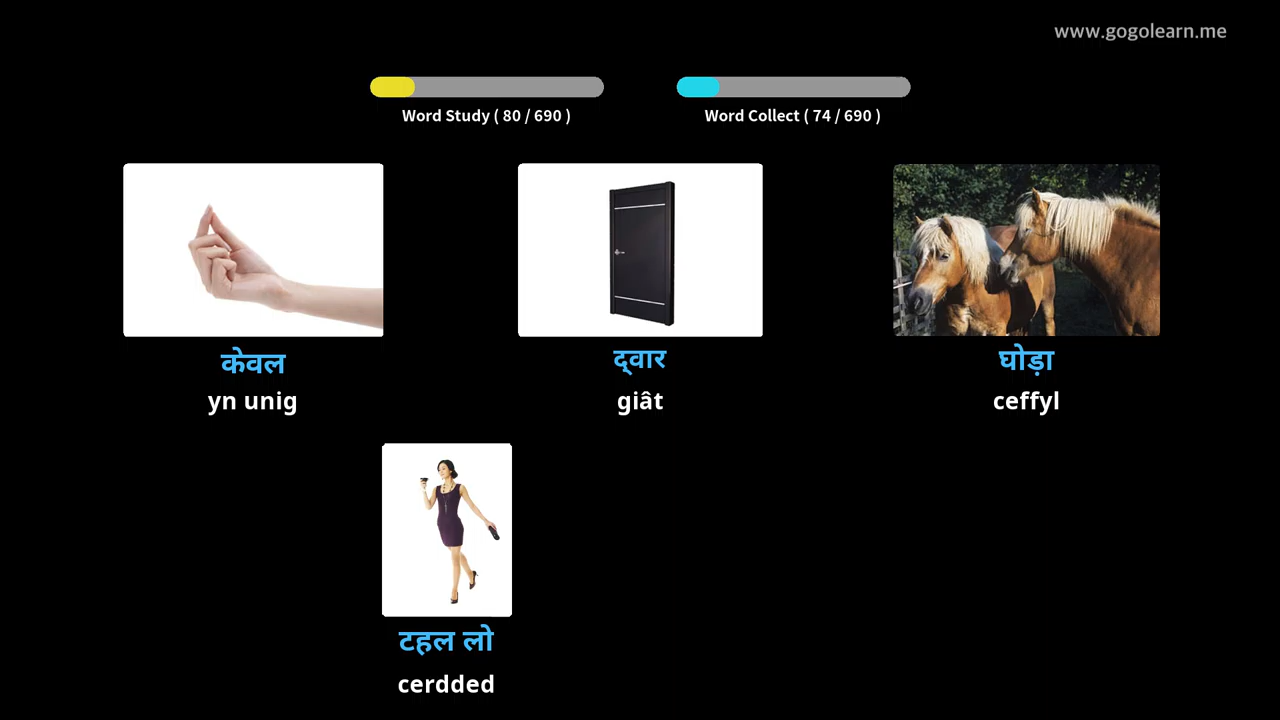 www.gogolearn.me
Word Study ( 80 / 690 )
Word Collect ( 74 / 690 )
केवल
yn unig
द्वार
giât
घोड़ा
ceffyl
टहल लो
cerdded